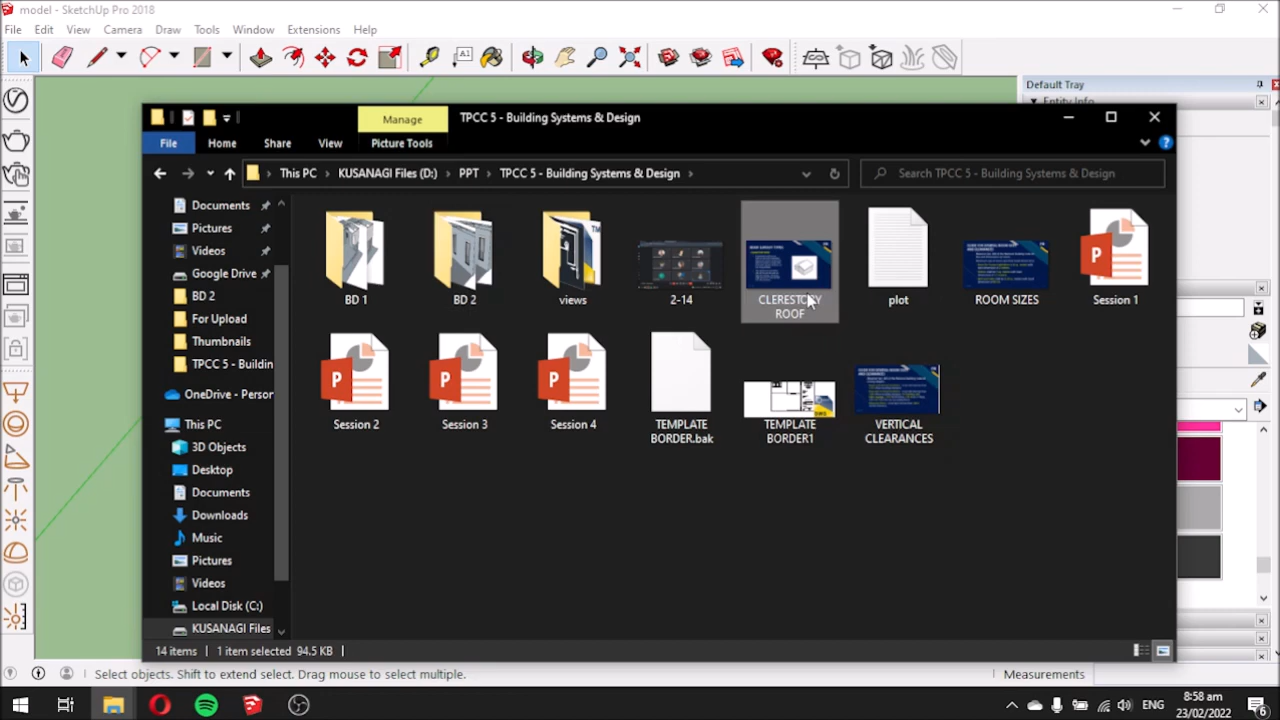 model - SketchUp Pro 2018
File Edit View Camera Draw Tools Window Extensions Help
Default Tray
Entity Info
Manage
TPCC 5 - Building Systems & Design
File Home Share View Picture Tools
This PC > KUSANAGI Files (D:) > PPT > TPCC 5 - Building Systems & Design >
Search TPCC 5 - Building Systems & Design
Documents
Pictures
Videos
Google Drive
BD 2
For Upload
Thumbnails
TPCC 5 - Buildin
OneDrive - Person
This PC
3D Objects
Desktop
Documents
Downloads
Music
Pictures
Videos
Local Disk (C:)
KUSANAGI Files
BD 1
BD 2
views
2-14
CLERESTORY
ROOF
plot
ROOM SIZES
Session 1
Session 2
Session 3
Session 4
TEMPLATE
BORDER.bak
TEMPLATE
BORDER1
VERTICAL
CLEARANCES
14 items
1 item selected 94.5 KB
Select objects. Shift to extend select. Drag mouse to select multiple.
Measurements
ENG
8:58 am
23/02/2022
6